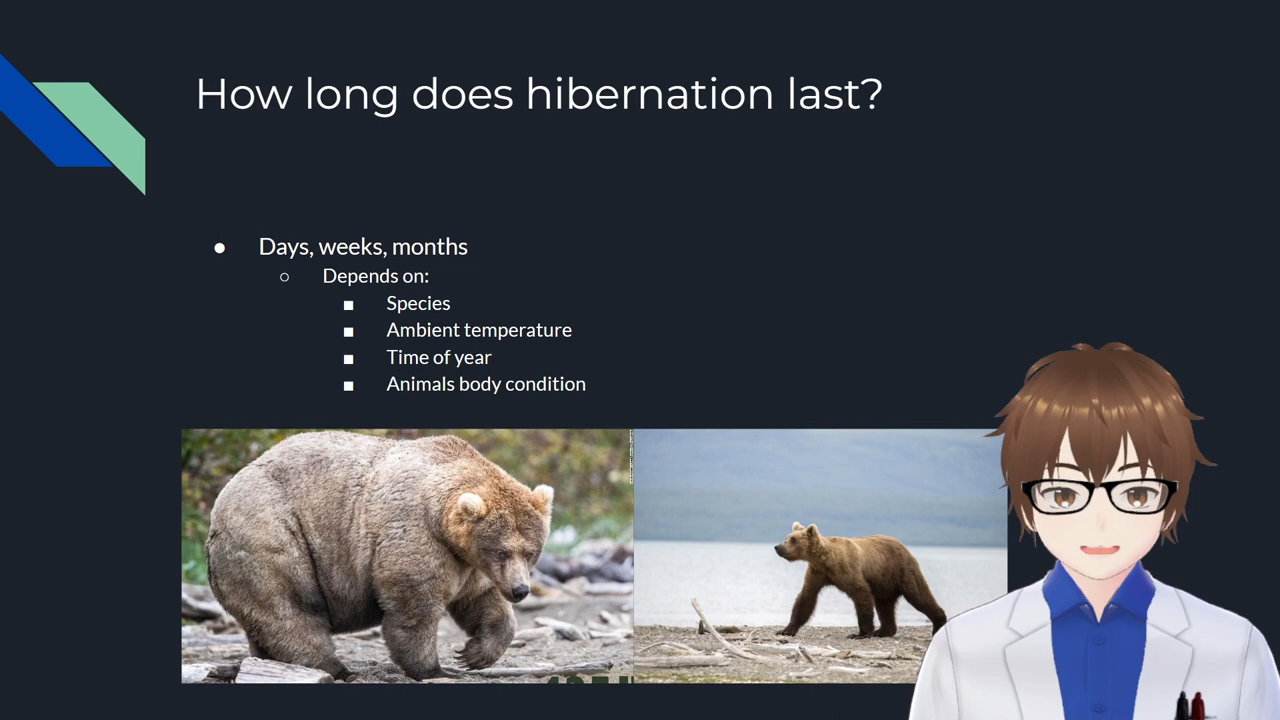 How long does hibernation last?
Days, weeks, months
Depends on:
Species
Ambient temperature
Time of year
Animals body condition